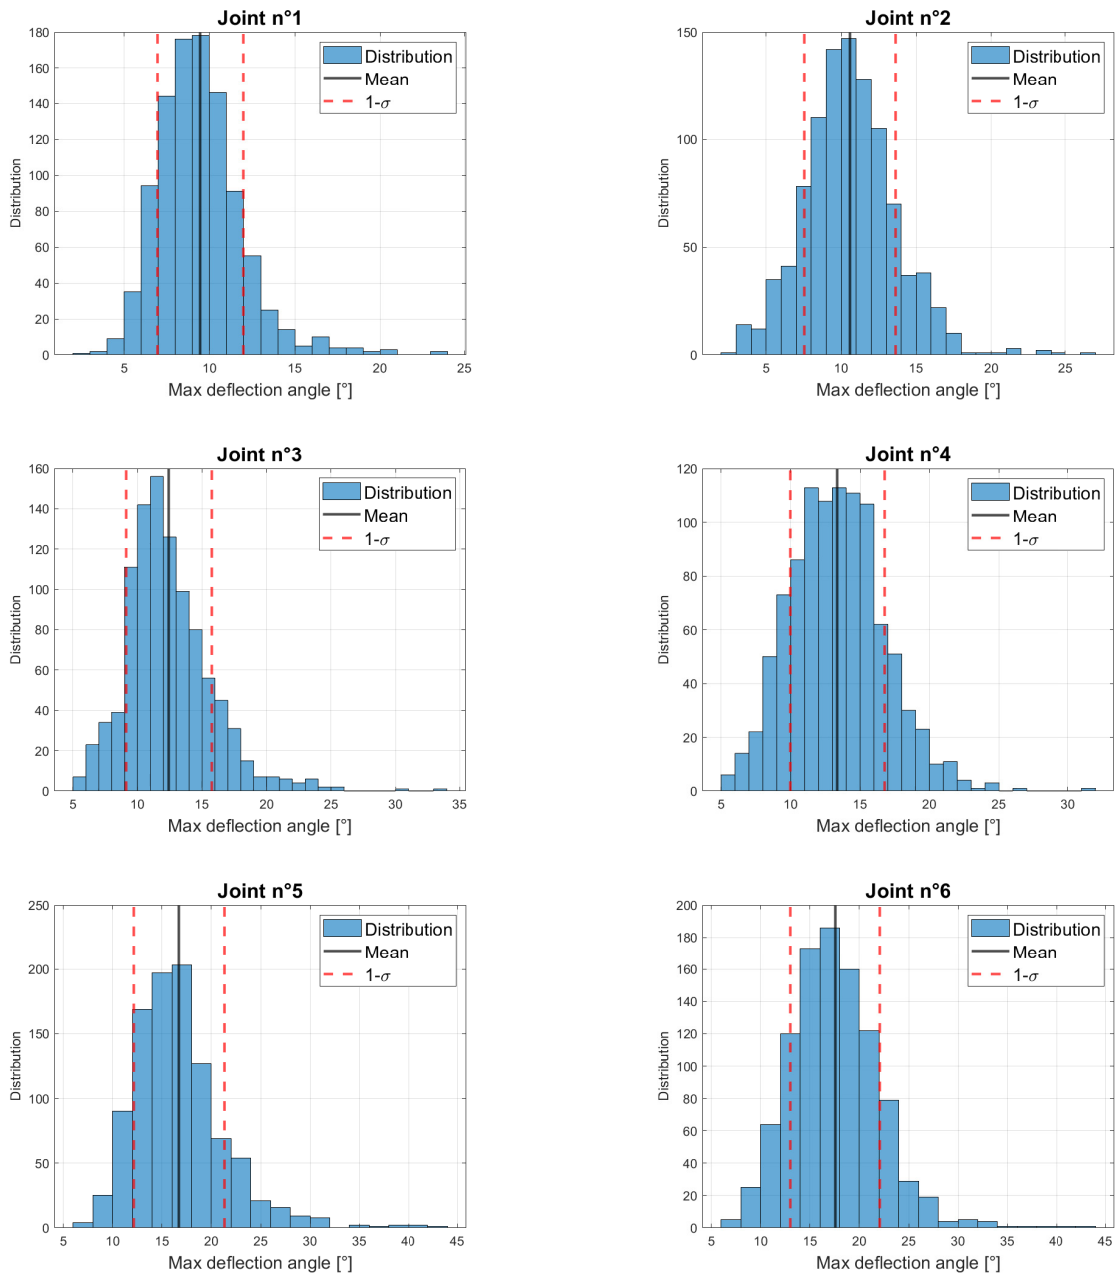 Joint n°1
180
160
140
120
100
80
60
40
20
0
Distribution
Distribution
Mean
1-σ
5
10
15
20
25
Max deflection angle [°]
Joint n°2
150
100
50
0
Distribution
Distribution
Mean
1-σ
5
10
15
20
25
Max deflection angle [°]
Joint n°3
160
140
120
100
80
60
40
20
0
Distribution
Distribution
Mean
1-σ
5
10
15
20
25
30
35
Max deflection angle [°]
Joint n°4
120
100
80
60
40
20
0
Distribution
Distribution
Mean
1-σ
5
10
15
20
25
30
Max deflection angle [°]
Joint n°5
250
200
150
100
50
0
Distribution
Distribution
Mean
1-σ
5
10
15
20
25
30
35
40
45
Max deflection angle [°]
Joint n°6
200
180
160
140
120
100
80
60
40
20
0
Distribution
Distribution
Mean
1-σ
5
10
15
20
25
30
35
40
45
Max deflection angle [°]